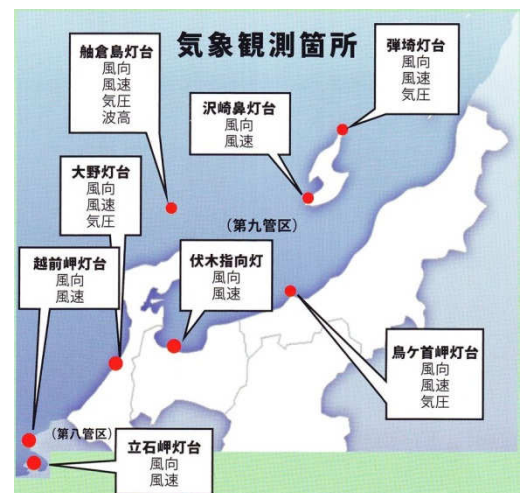 気象観測箇所
舳倉島灯台
風向
風速
気圧
波高
弾埼灯台
風向
風速
気圧
沢崎鼻灯台
風向
風速
大野灯台
風向
風速
気圧
(第九管区)
越前岬灯台
風向
風速
伏木指向灯
風向
風速
鳥ケ首岬灯台
風向
風速
気圧
(第八管区)
立石岬灯台
風向
風速